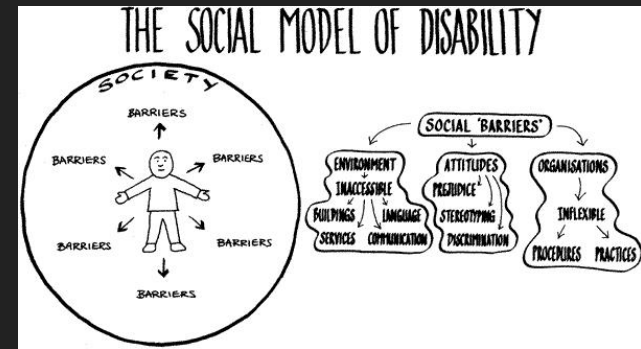 THE SOCIAL MODEL OF DISABILITY
SOCIETY
BARRIERS
BARRIERS
BARRIERS
BARRIERS
BARRIERS
BARRIERS
SOCIAL 'BARRIERS'
ENVIRONMENT
INACCESSIBLE
BUILDINGS LANGUAGE
SERVICES COMMUNICATION
ATTITUDES
PREJUDICE
STEREOTYPING
DISCRIMINATION
ORGANISATIONS
INFLEXIBLE
PROCEDURES PRACTICES